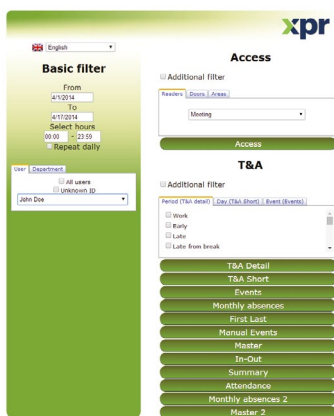 xpr
English
Basic filter
From
4/1/2014
To
4/17/2014
Select hours
00:00 - 23:59
Repeat daily
User Department
All users
Unknown ID
John Doe
Access
Additional filter
Readers Doors Areas
Meeting
Access
T&A
Additional filter
Period (T&A detail) Day (T&A Short) Event (Events)
Work
Early
Late
Late from break
T&A Detail
T&A Short
Events
Monthly absences
First Last
Manual Events
Master
In-Out
Summary
Attendance
Monthly absences 2
Master 2